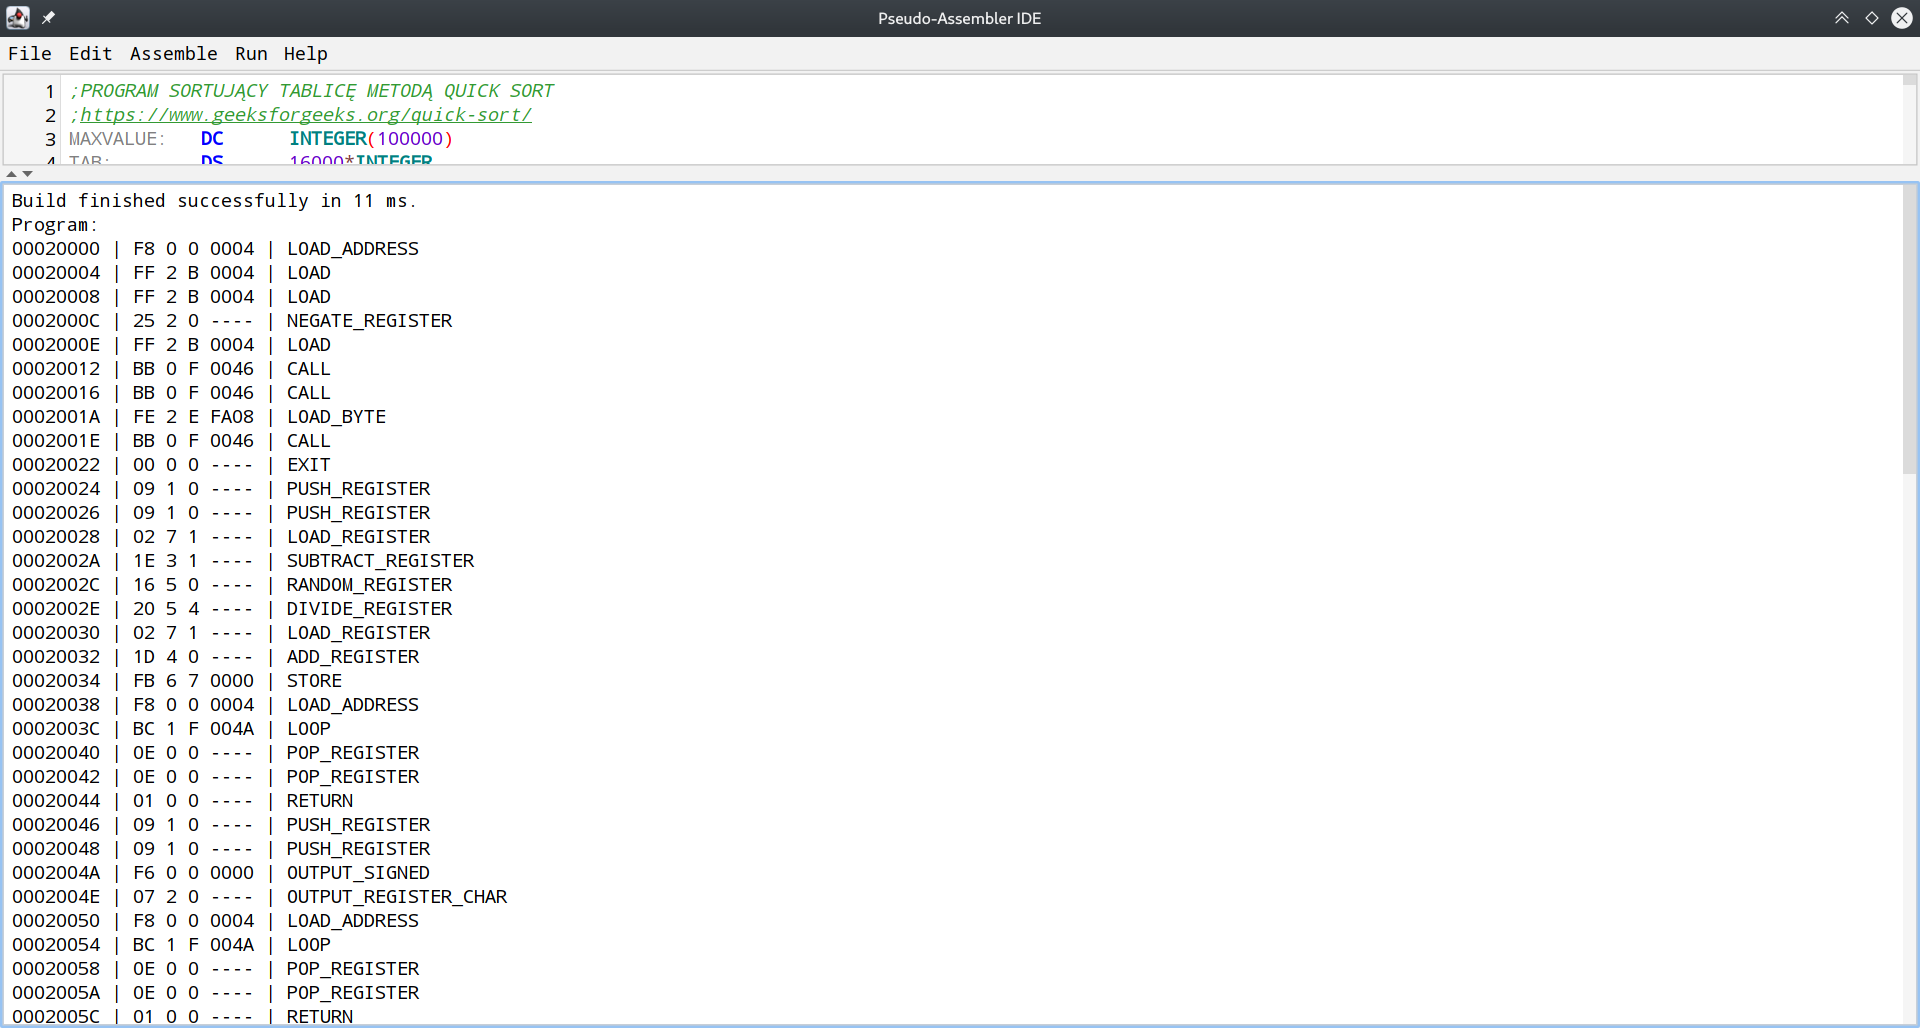 Pseudo-Assembler IDE
File Edit Assemble Run Help
1 ;PROGRAM SORTUJĄCY TABLICĘ METODĄ QUICK SORT
2 ;https://www.geeksforgeeks.org/quick-sort/
3 MAXVALUE: DC INTEGER(100000)
4 TAB: DS 16000*INTEGER
Build finished successfully in 11 ms.
Program:
00020000 | F8 0 0 0004 | LOAD_ADDRESS
00020004 | FF 2 B 0004 | LOAD
00020008 | FF 2 B 0004 | LOAD
0002000C | 25 2 0 ---- | NEGATE_REGISTER
0002000E | FF 2 B 0004 | LOAD
00020012 | BB 0 F 0046 | CALL
00020016 | BB 0 F 0046 | CALL
0002001A | FE 2 E FA08 | LOAD_BYTE
0002001E | BB 0 F 0046 | CALL
00020022 | 00 0 0 ---- | EXIT
00020024 | 09 1 0 ---- | PUSH_REGISTER
00020026 | 09 1 0 ---- | PUSH_REGISTER
00020028 | 02 7 1 ---- | LOAD_REGISTER
0002002A | 1E 3 1 ---- | SUBTRACT_REGISTER
0002002C | 16 5 0 ---- | RANDOM_REGISTER
0002002E | 20 5 4 ---- | DIVIDE_REGISTER
00020030 | 02 7 1 ---- | LOAD_REGISTER
00020032 | 1D 4 0 ---- | ADD_REGISTER
00020034 | FB 6 7 0000 | STORE
00020038 | F8 0 0 0004 | LOAD_ADDRESS
0002003C | BC 1 F 004A | LOOP
00020040 | 0E 0 0 ---- | POP_REGISTER
00020042 | 0E 0 0 ---- | POP_REGISTER
00020044 | 01 0 0 ---- | RETURN
00020046 | 09 1 0 ---- | PUSH_REGISTER
00020048 | 09 1 0 ---- | PUSH_REGISTER
0002004A | F6 0 0 0000 | OUTPUT_SIGNED
0002004E | 07 2 0 ---- | OUTPUT_REGISTER_CHAR
00020050 | F8 0 0 0004 | LOAD_ADDRESS
00020054 | BC 1 F 004A | LOOP
00020058 | 0E 0 0 ---- | POP_REGISTER
0002005A | 0E 0 0 ---- | POP_REGISTER
0002005C | 01 0 0 ---- | RETURN